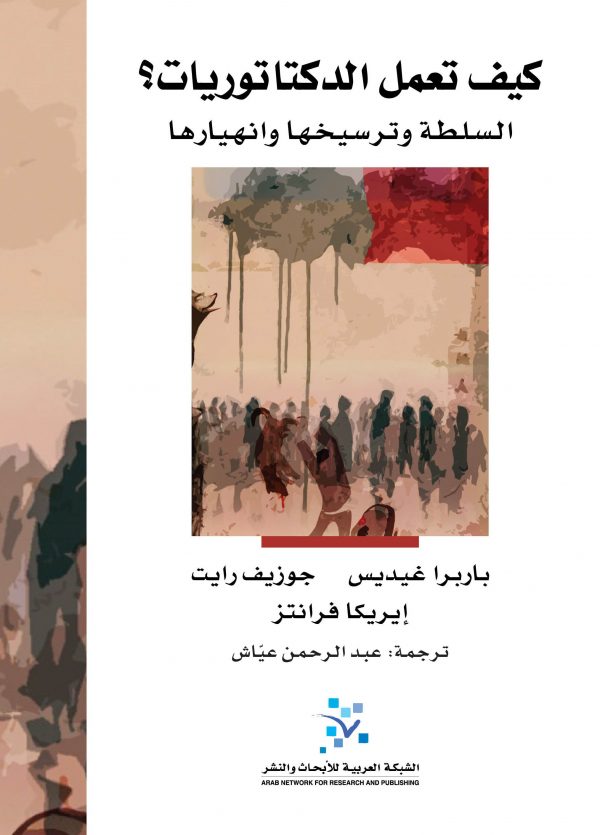 كيف تعمل الدكتاتوريات؟
السلطة وترسيخها وانهيارها
باربرا غيديس جوزيف رايت
إيريكا فرانتز
ترجمة: عبد الرحمن عيّاش
الشبكة العربية للأبحاث والنشر
ARAB NETWORK FOR RESEARCH AND PUBLISHING